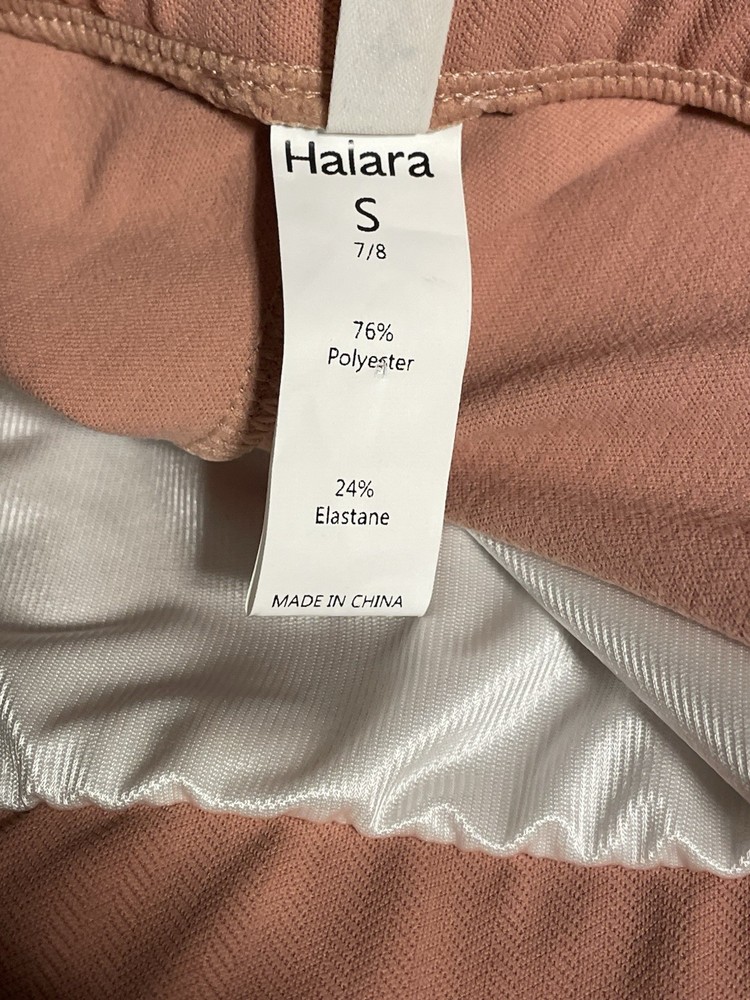 Haiara
S
7/8
76%
Polyester
24%
Elastane
MADE IN CHINA